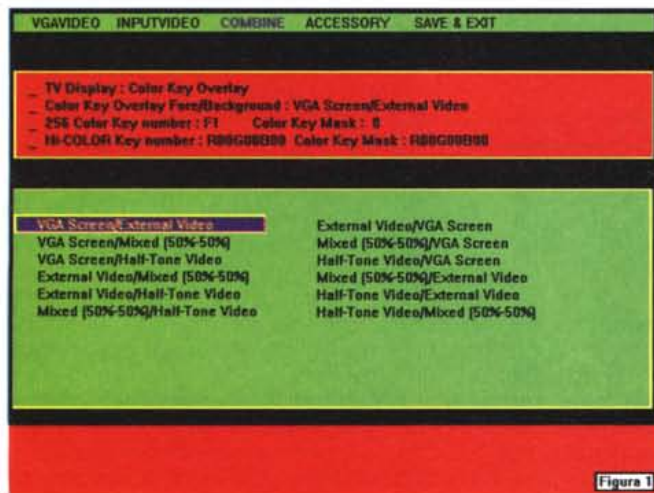 VGAVIDEO INPUTVIDEO COMBINE ACCESSORY SAVE & EXIT
_ TV Display : Color Key Overlay
_ Color Key Overlay Fore/Background : VGA Screen/External Video
_ 256 Color Key number : F1 Color Key Mask : 0
_ Hi-COLOR Key number : R00G00B00 Color Key Mask : R00G00B00
VGA Screen/External Video External Video/VGA Screen
VGA Screen/Mixed (50%-50%) Mixed (50%-50%)/VGA Screen
VGA Screen/Half-Tone Video Half-Tone Video/VGA Screen
External Video/Mixed (50%-50%) Mixed (50%-50%)/External Video
External Video/Half-Tone Video Half-Tone Video/External Video
Mixed (50%-50%)/Half-Tone Video Half-Tone Video/Mixed (50%-50%)
Figura 1